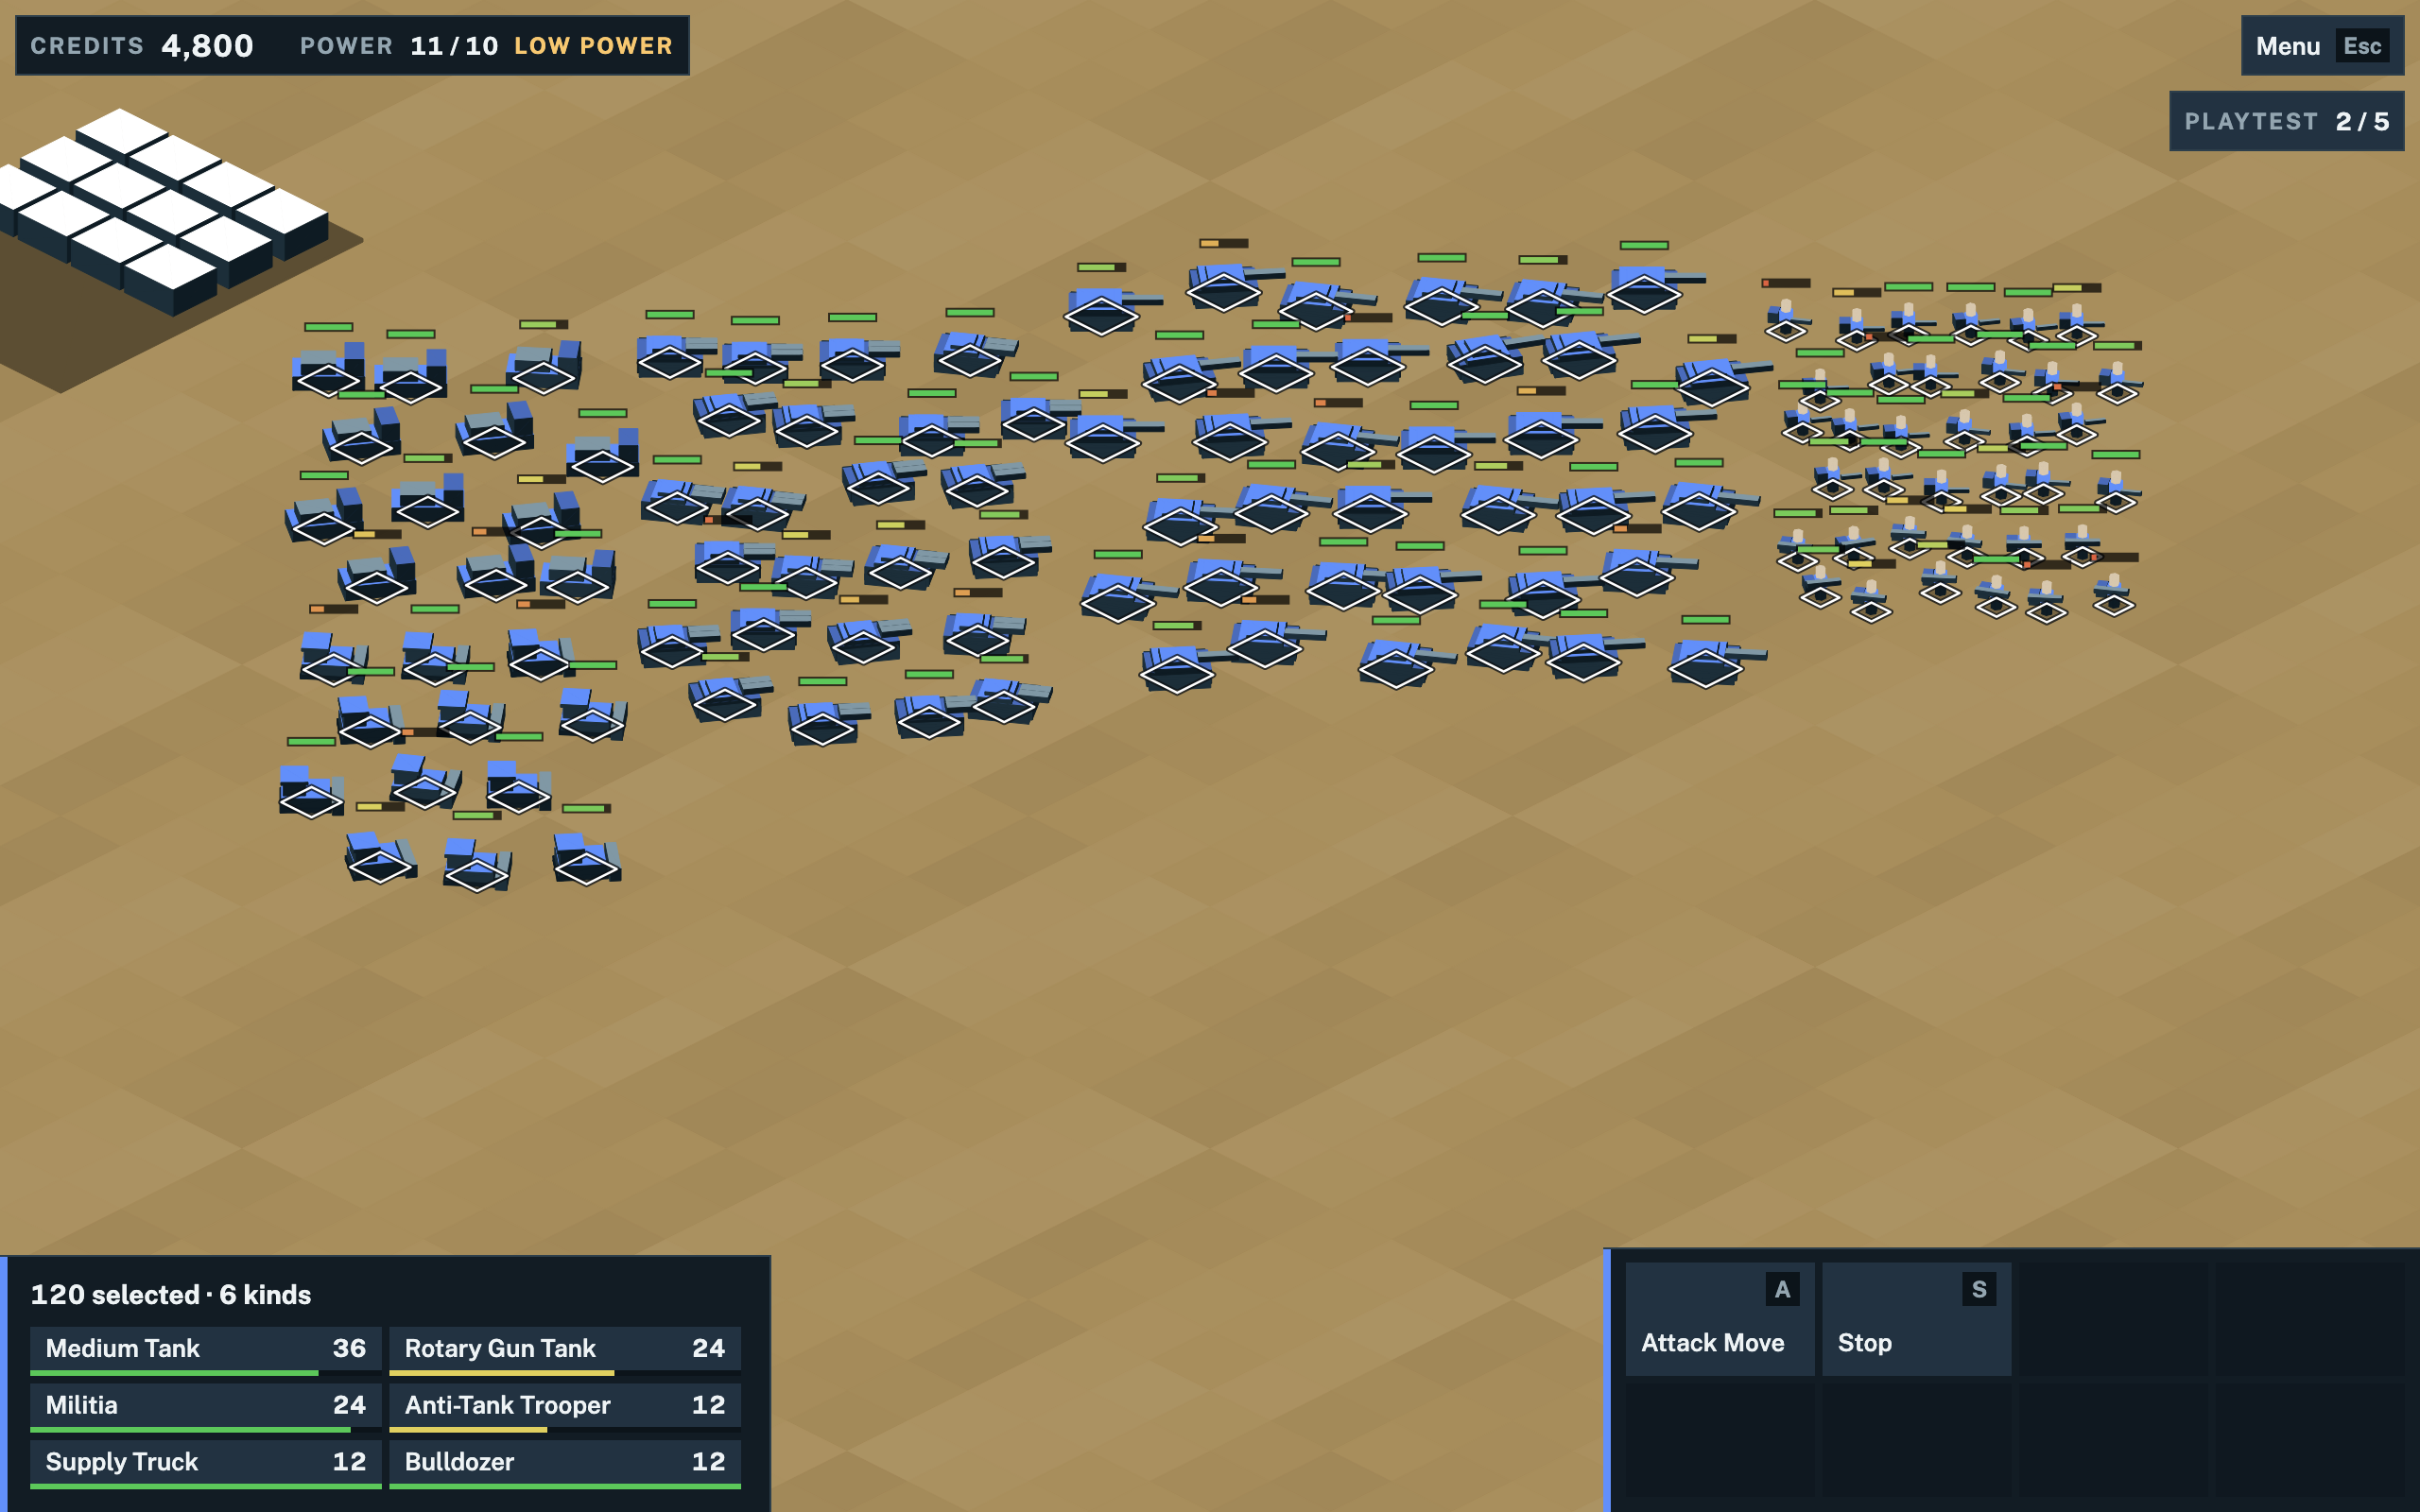 CREDITS 4,800 POWER 11/10 LOW POWER
Menu Esc
PLAYTEST 2/5
120 selected · 6 kinds
Medium Tank 36
Rotary Gun Tank 24
Militia 24
Anti-Tank Trooper 12
Supply Truck 12
Bulldozer 12
A
Attack Move
S
Stop